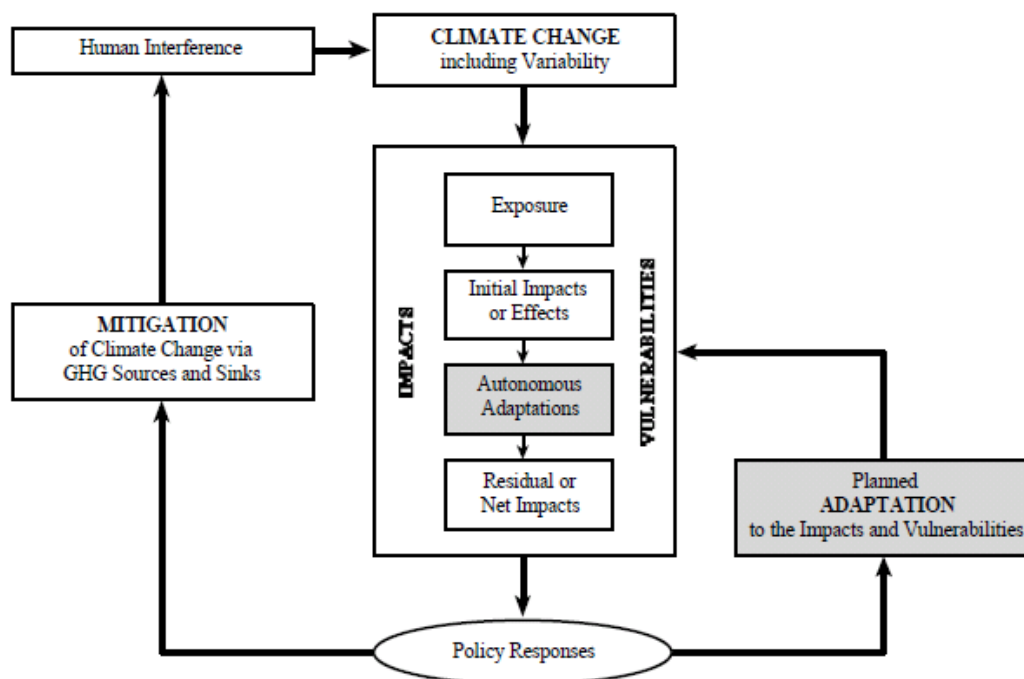 Human Interference
CLIMATE CHANGE
including Variability
Exposure
Initial Impacts
or Effects
IMPACTS
VULNERABILITIES
MITIGATION
of Climate Change via
GHG Sources and Sinks
Autonomous
Adaptations
Residual or
Net Impacts
Planned
ADAPTATION
to the Impacts and Vulnerabilities
Policy Responses